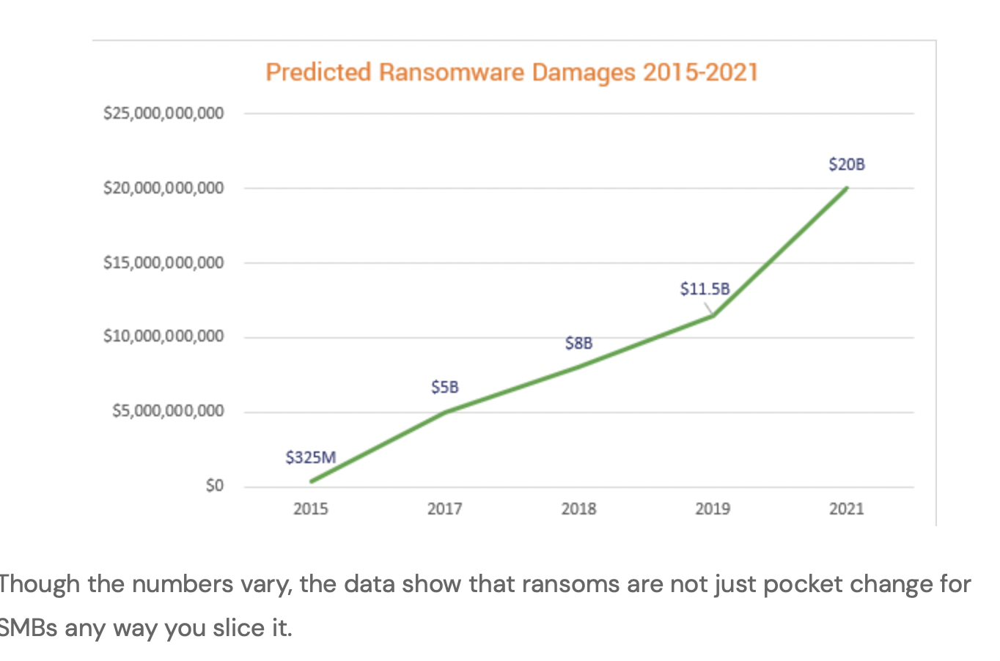 Predicted Ransomware Damages 2015-2021
$25,000,000,000
$20B
$20,000,000,000
$15,000,000,000
$11.5B
$10,000,000,000
$8B
$5B
$5,000,000,000
$325M
$0
2015 2017 2018 2019 2021
Though the numbers vary, the data show that ransoms are not just pocket change for
SMBs any way you slice it.